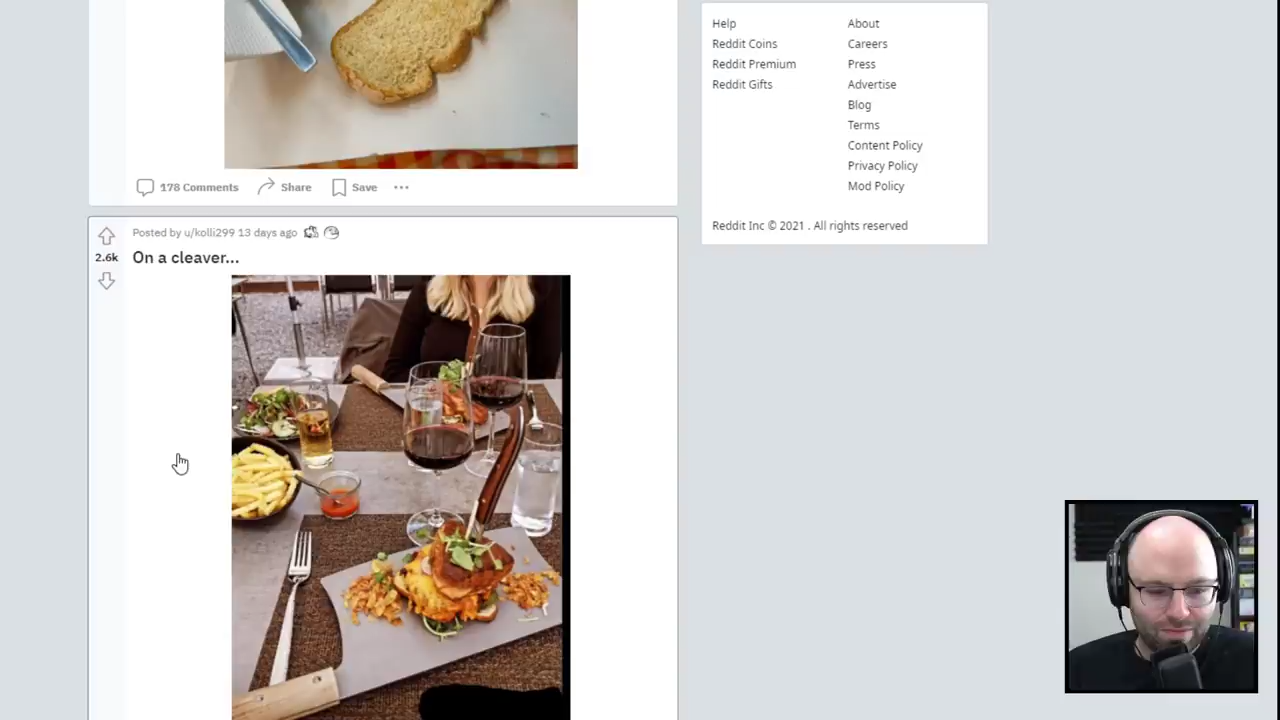 178 Comments
Share
Save
Posted by u/kolli299 13 days ago
2.6k
On a cleaver...
Help
About
Reddit Coins
Careers
Reddit Premium
Press
Reddit Gifts
Advertise
Blog
Terms
Content Policy
Privacy Policy
Mod Policy
Reddit Inc © 2021 . All rights reserved